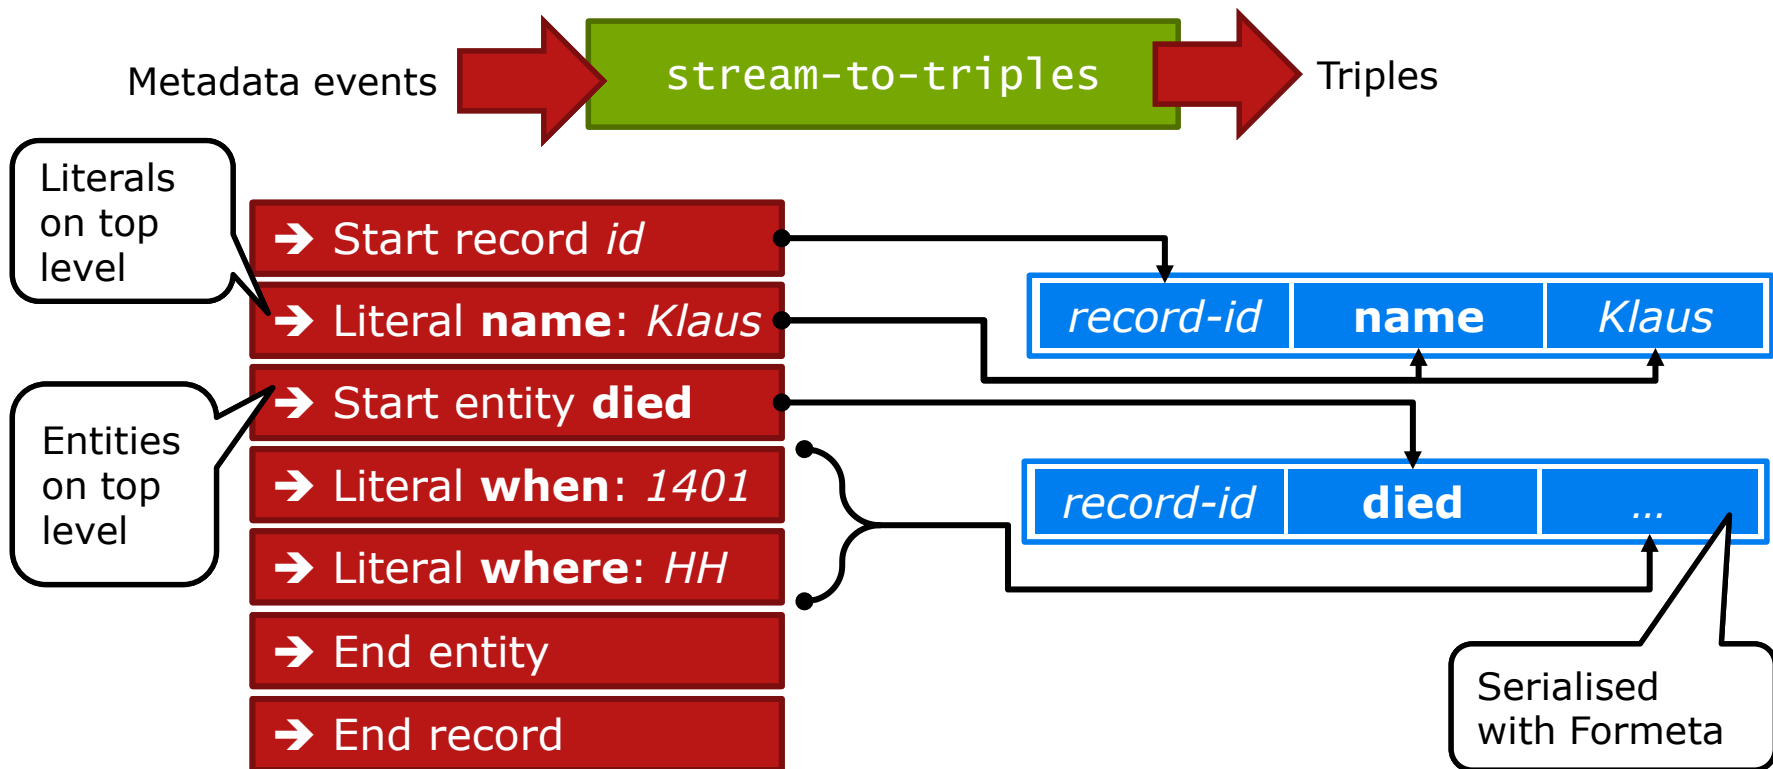 Metadata events
stream-to-triples
Triples
Literals
on top
level
➔ Start record id
➔ Literal name: Klaus
record-id name Klaus
Entities
on top
level
➔ Start entity died
➔ Literal when: 1401
record-id died ...
➔ Literal where: HH
➔ End entity
➔ End record
Serialised
with Formeta